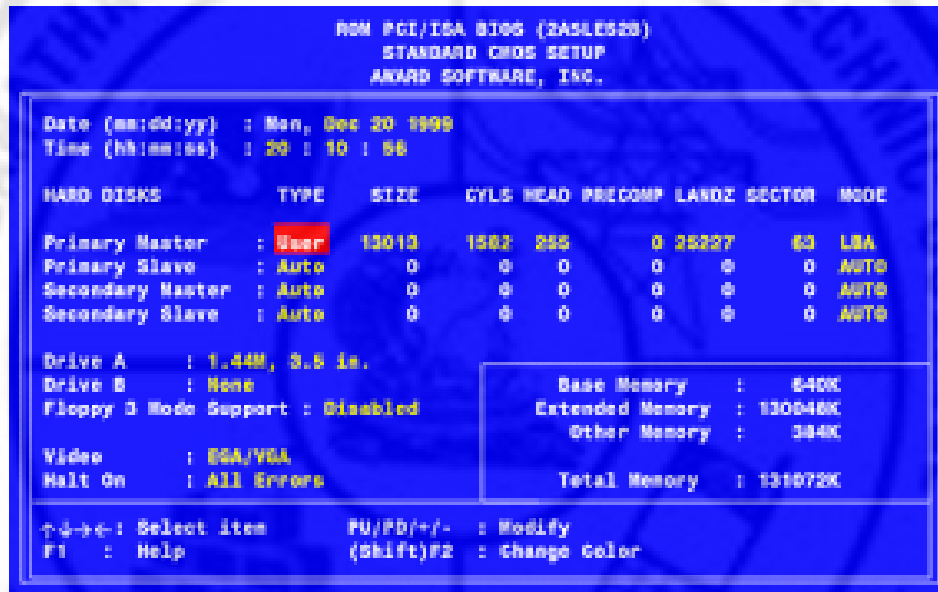 ROM PCI/ISA BIOS (2A5LES2B)
STANDARD CMOS SETUP
AWARD SOFTWARE, INC.
Date (mm:dd:yy) : Mon, Dec 20 1999
Time (hh:mm:ss) : 20 : 10 : 56
HARD DISKS TYPE SIZE CYLS HEAD PRECOMP LANDZ SECTOR MODE
Primary Master : User 13013 1582 255 0 25227 63 LBA
Primary Slave : Auto 0 0 0 0 0 0 AUTO
Secondary Master : Auto 0 0 0 0 0 0 AUTO
Secondary Slave : Auto 0 0 0 0 0 0 AUTO
Drive A : 1.44M, 3.5 in.
Drive B : None
Floppy 3 Mode Support : Disabled
Video : EGA/VGA
Halt On : All Errors
Base Memory : 640K
Extended Memory : 130048K
Other Memory : 384K
Total Memory : 131072K
↑↓→←: Select item PU/PD/+/- : Modify
F1 : Help (Shift)F2 : Change Color